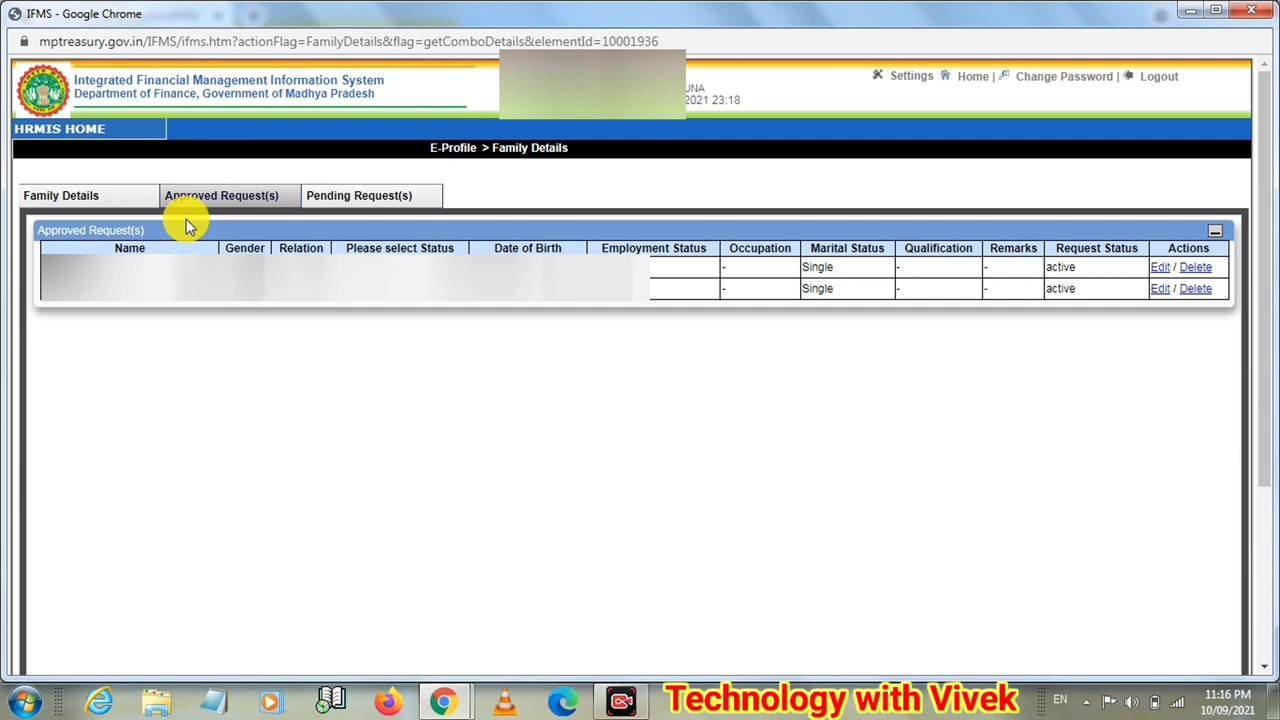 IFMS - Google Chrome
mptreasury.gov.in/IFMS/ifms.htm?actionFlag=FamilyDetails&flag=getComboDetails&elementId=10001936
Integrated Financial Management Information System
Department of Finance, Government of Madhya Pradesh
UNA
2021 23:18
Settings Home | Change Password | Logout
HRMIS HOME
E-Profile > Family Details
Family Details Approved Request(s) Pending Request(s)
Approved Request(s)
Name Gender Relation Please select Status Date of Birth Employment Status Occupation Marital Status Qualification Remarks Request Status Actions
- Single - - active Edit / Delete
- Single - - active Edit / Delete
Technology with Vivek
EN
11:16 PM
10/09/2021